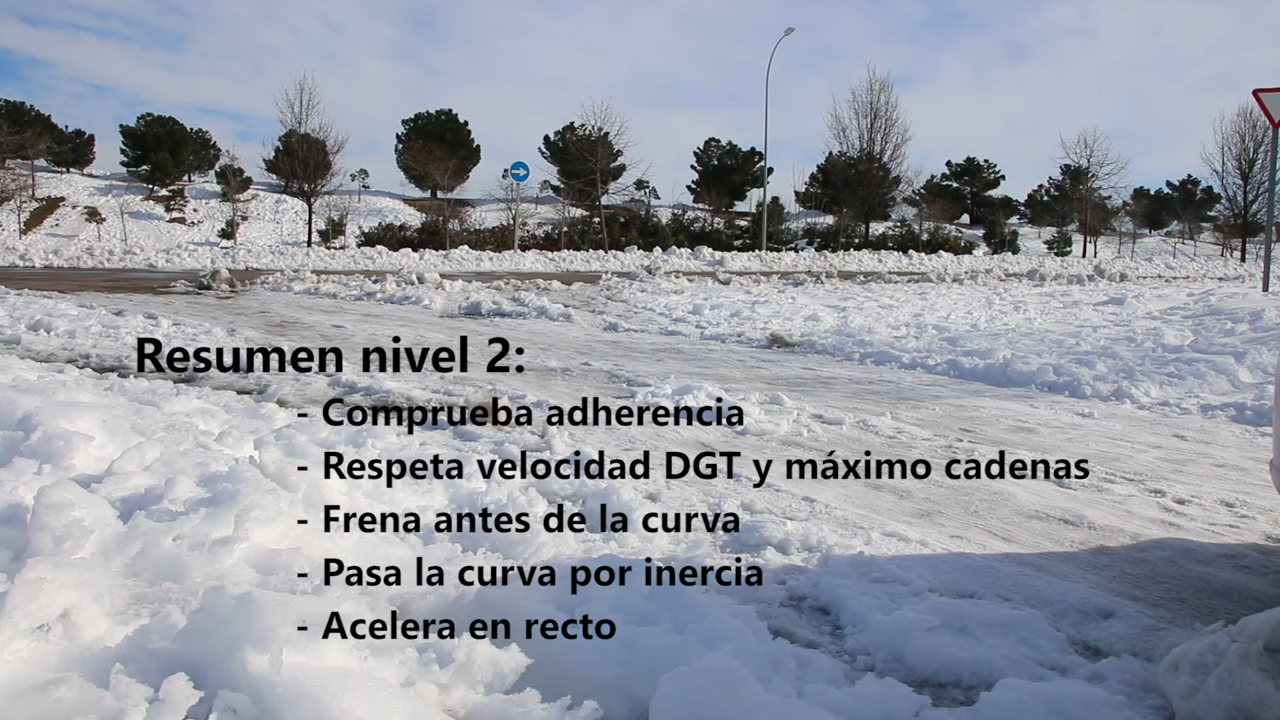 Resumen nivel 2:
- Comprueba adherencia
- Respeta velocidad DGT y máximo cadenas
- Frena antes de la curva
- Pasa la curva por inercia
- Acelera en recto